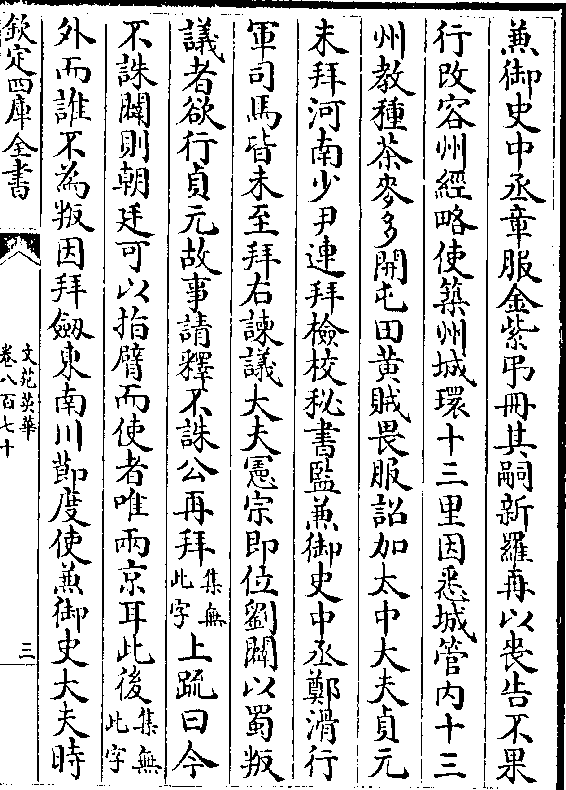 兼御史中丞章服金紫弔冊其嗣新羅再以喪告不果
行改容州經略使築州城環十三里因悉城管内十三
州教種茶麥多開屯田黄賊畏服詔加太中大夫貞元
末拜河南少尹連拜檢校秘書監兼御史中丞鄭滑行
軍司馬皆未至拜右諫議大夫憲宗即位劉闢以蜀叛
議者欲行貞元故事請釋不誅公再拜集無此字上疏曰今
不誅闢則朝廷可以指臂而使者唯兩京耳此後集無此字
外而誰不為叛因拜劔東南川節度使兼御史大夫時
欽定四庫全書
文苑英華
卷八百七十
三